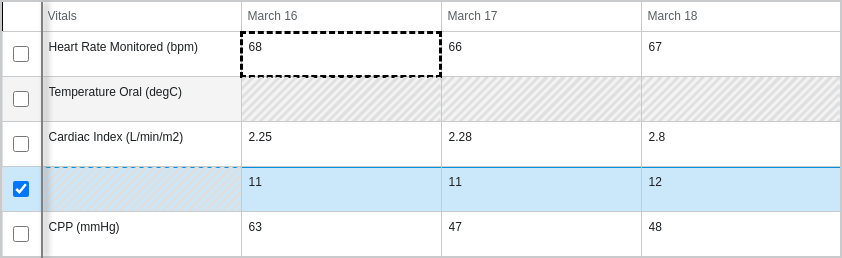 Vitals March 16 March 17 March 18
Heart Rate Monitored (bpm) 68 66 67
Temperature Oral (degC)
Cardiac Index (L/min/m2) 2.25 2.28 2.8
11 11 12
CPP (mmHg) 63 47 48